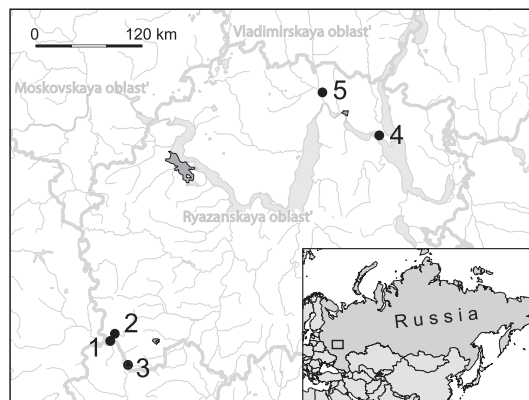 0 120 km
Vladimirskaya oblast'
Moskovskaya oblast'
5
4
Ryazanskaya oblast'
2
1
3
Russia